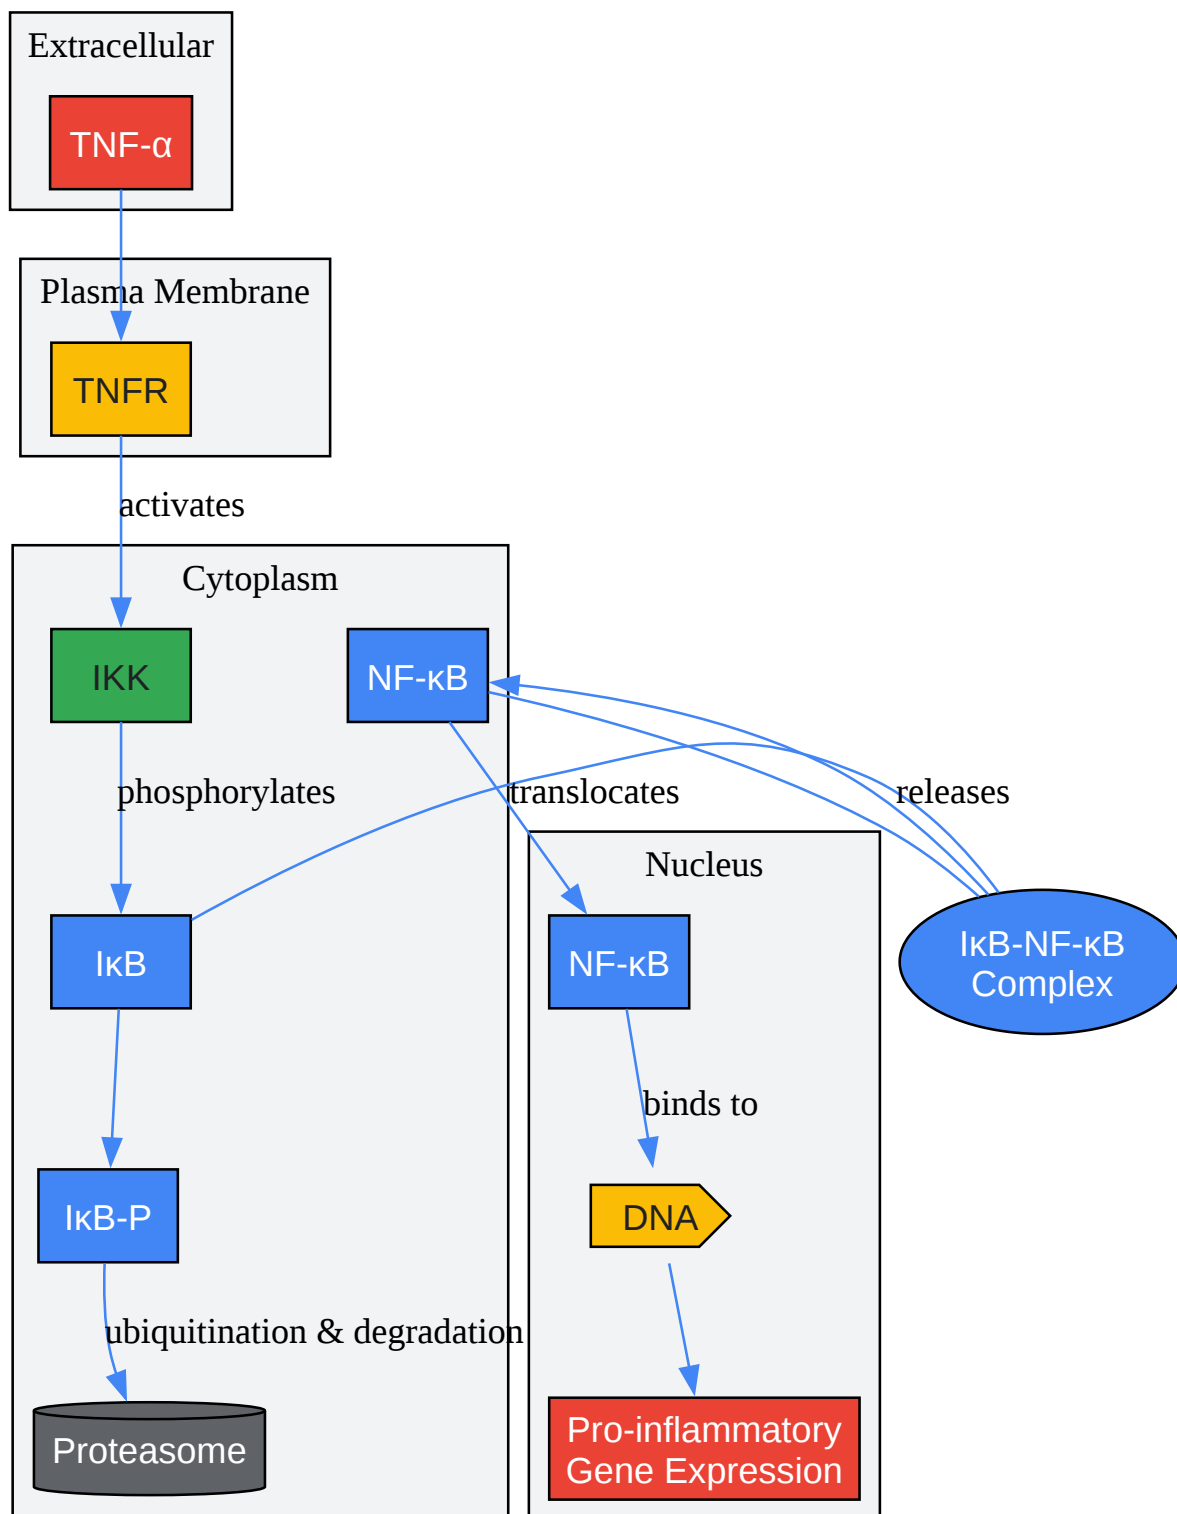 Extracellular
TNF-α
Plasma Membrane
TNFR
activates
Cytoplasm
IKK
NF-κB
phosphorylates
translocates
releases
Nucleus
IκB
NF-κB
IκB-NF-κB
Complex
binds to
IκB-P
DNA
ubiquitination & degradation
Proteasome
Pro-inflammatory
Gene Expression